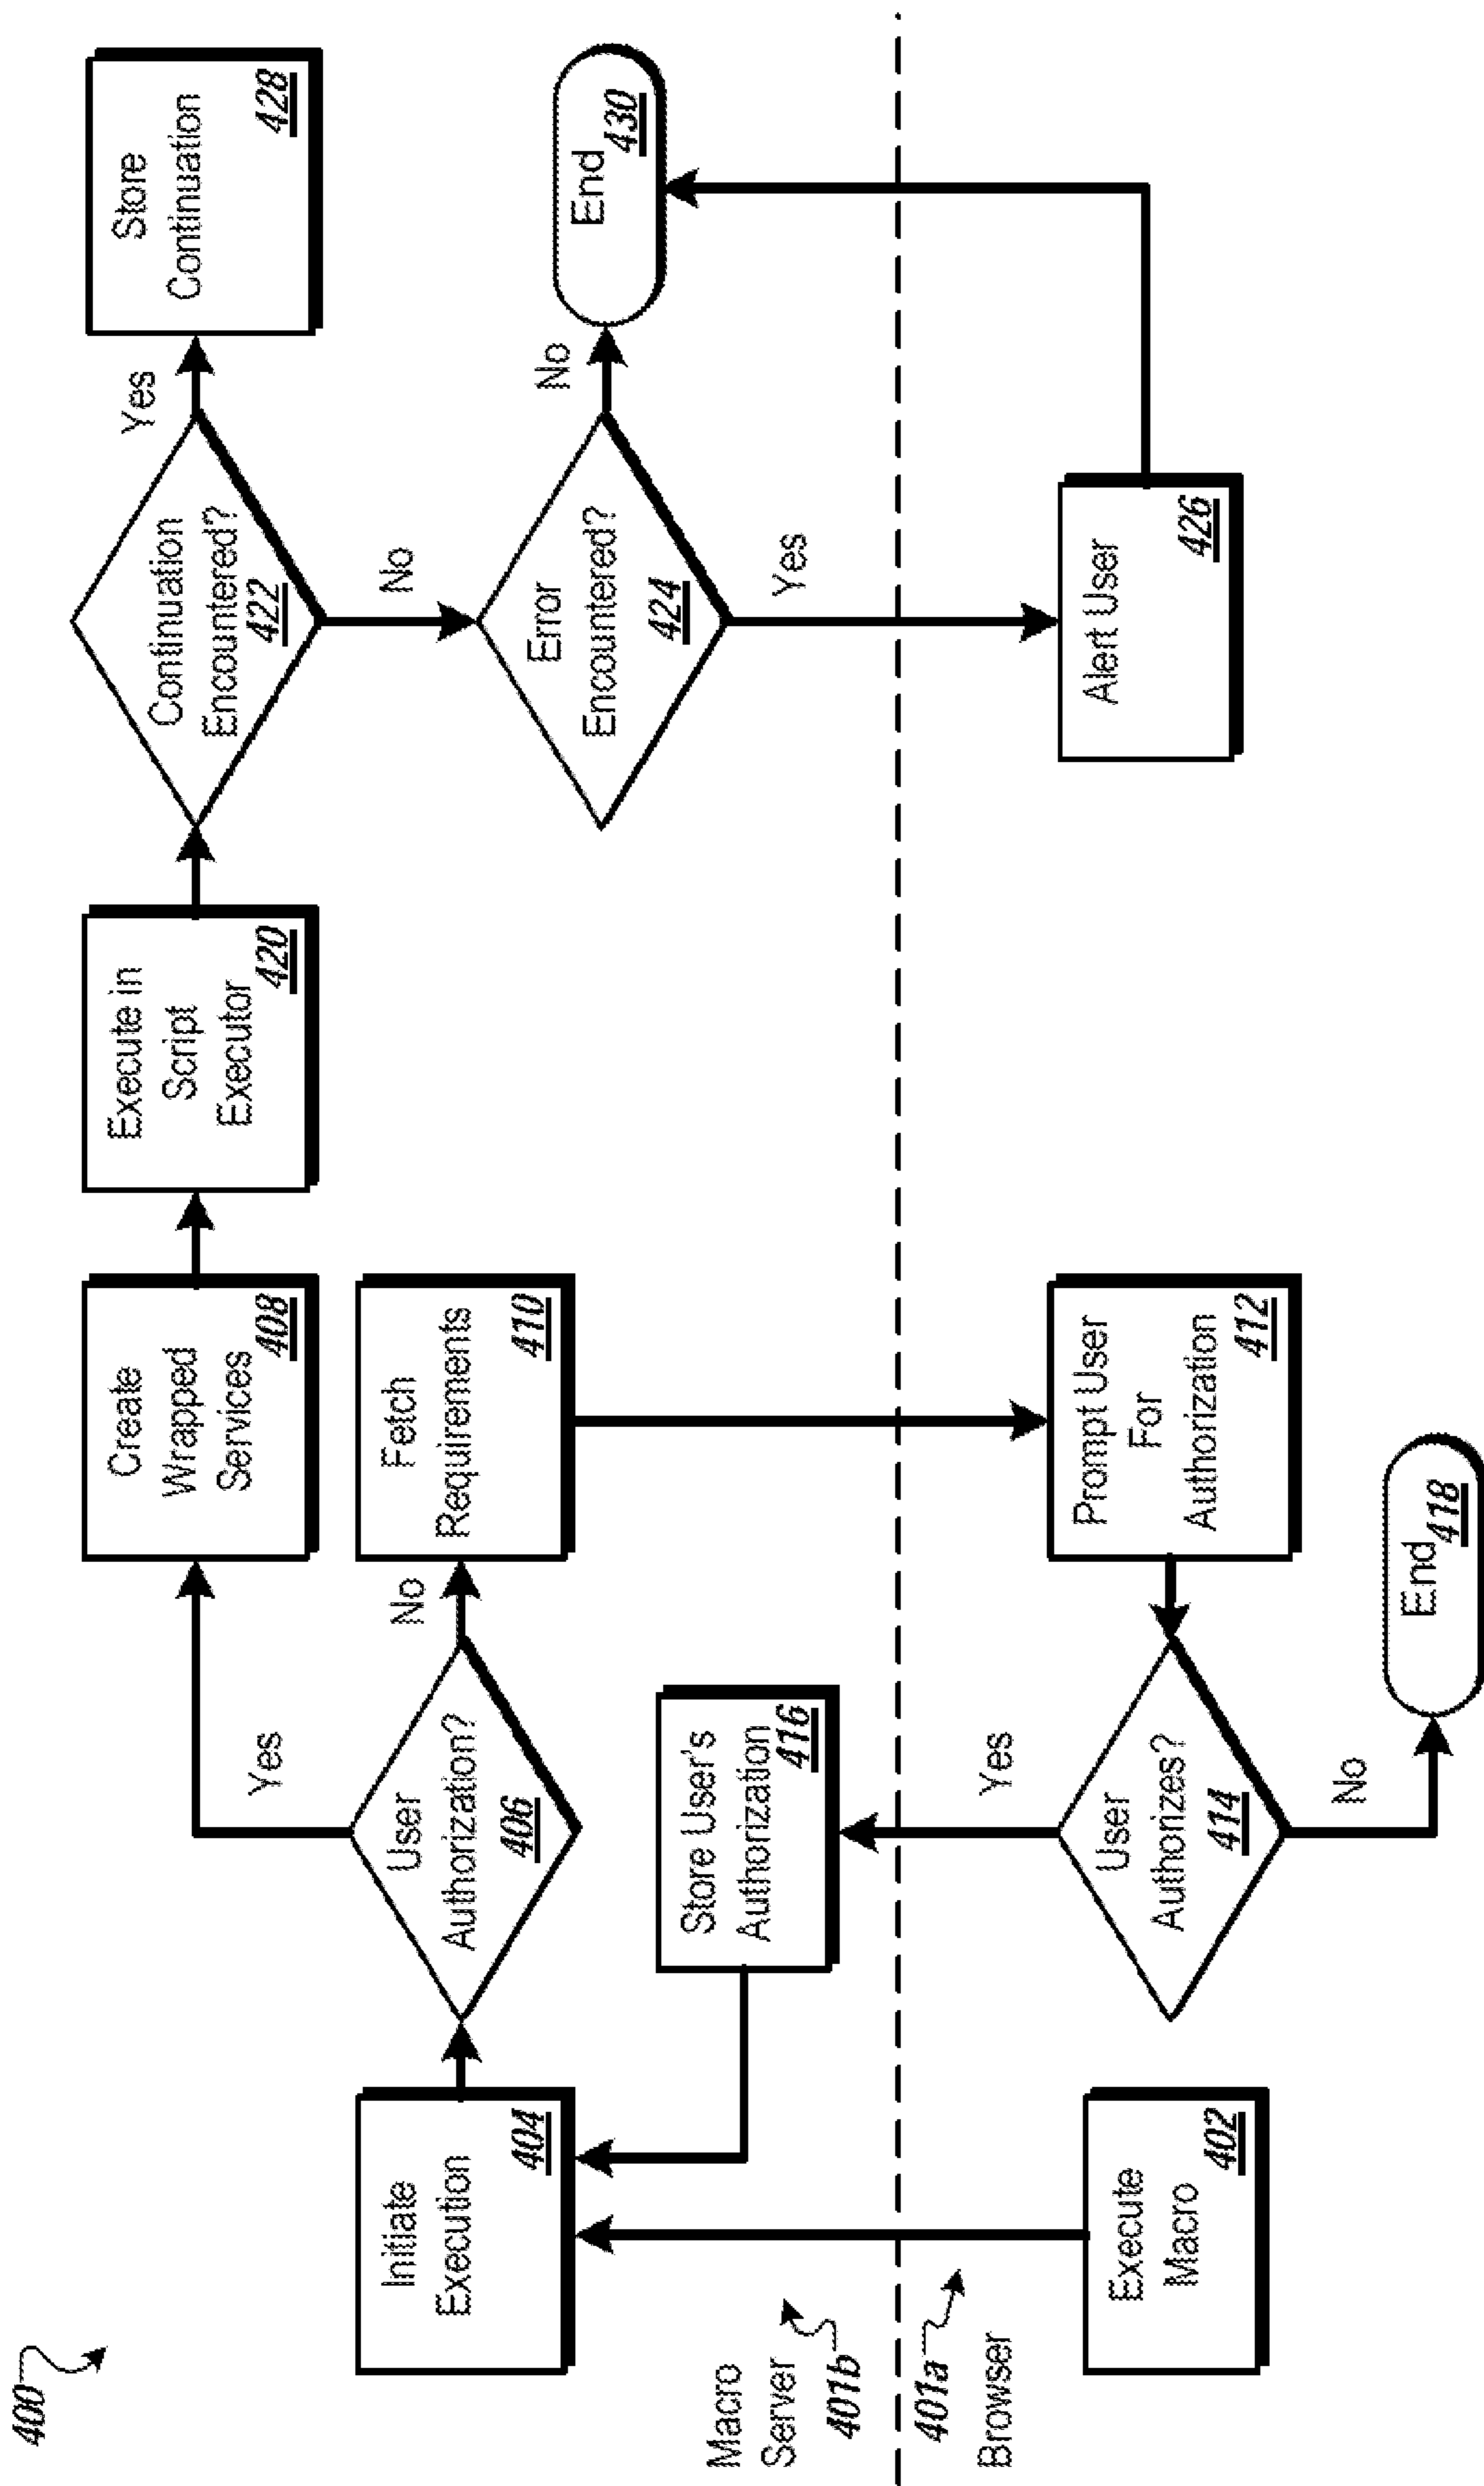 400
Store
Continuation
428
Continuation
Encountered?
422
Yes
No
Execute in
Script
Executor
420
Create
Wrapped
Services
408
Yes
User
Authorization?
406
No
Fetch
Requirements
410
Initiate
Execution
404
Error
Encountered?
424
No
End
430
Yes
Store User's
Authorization
416
Macro
Server
401b
401a
Browser
Execute
Macro
402
User
Authorizes?
414
Yes
No
Prompt User
For
Authorization
412
End
418
Alert User
426